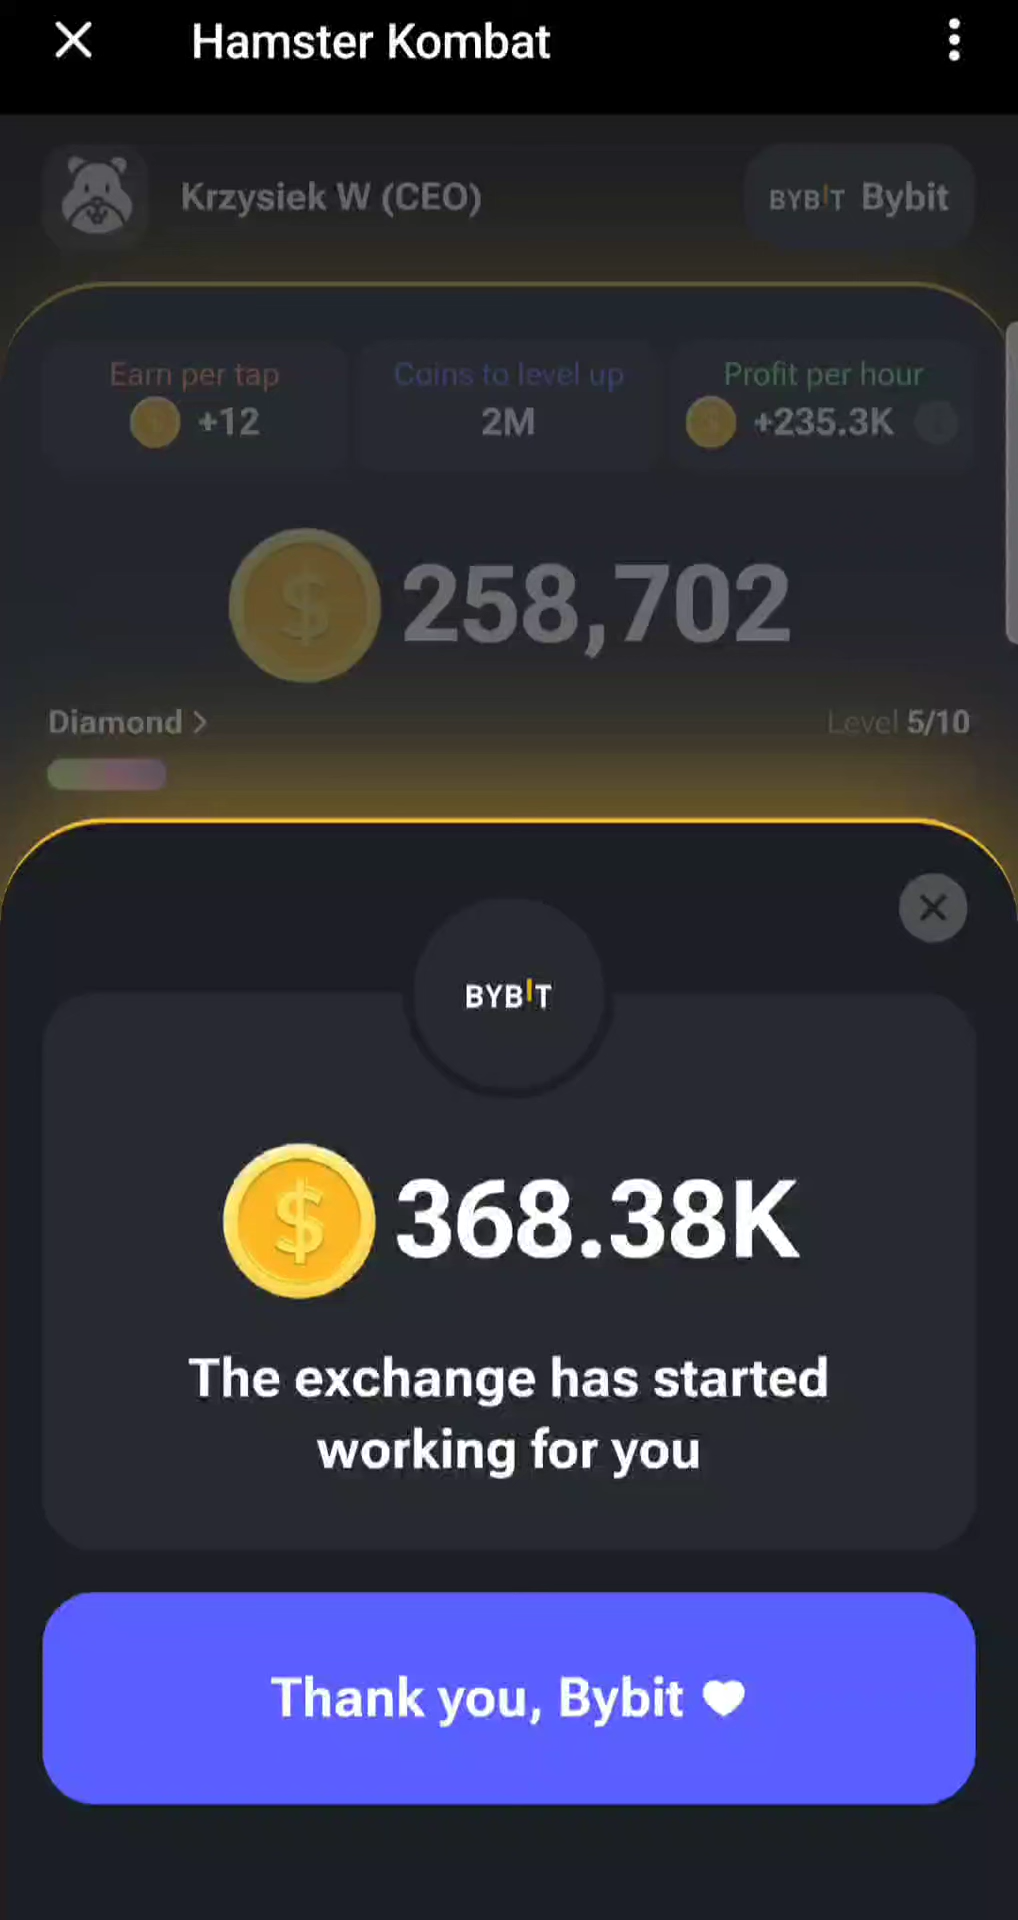 Hamster Kombat
Krzysiek W (CEO)
BYBIT Bybit
Earn per tap
Coins to level up
Profit per hour
+12
2M
+235.3K
$ 258,702
Diamond >
Level 5/10
BYBIT
$ 368.38K
The exchange has started
working for you
Thank you, Bybit 🤍